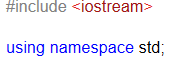 #include <iostream>
using namespace std;